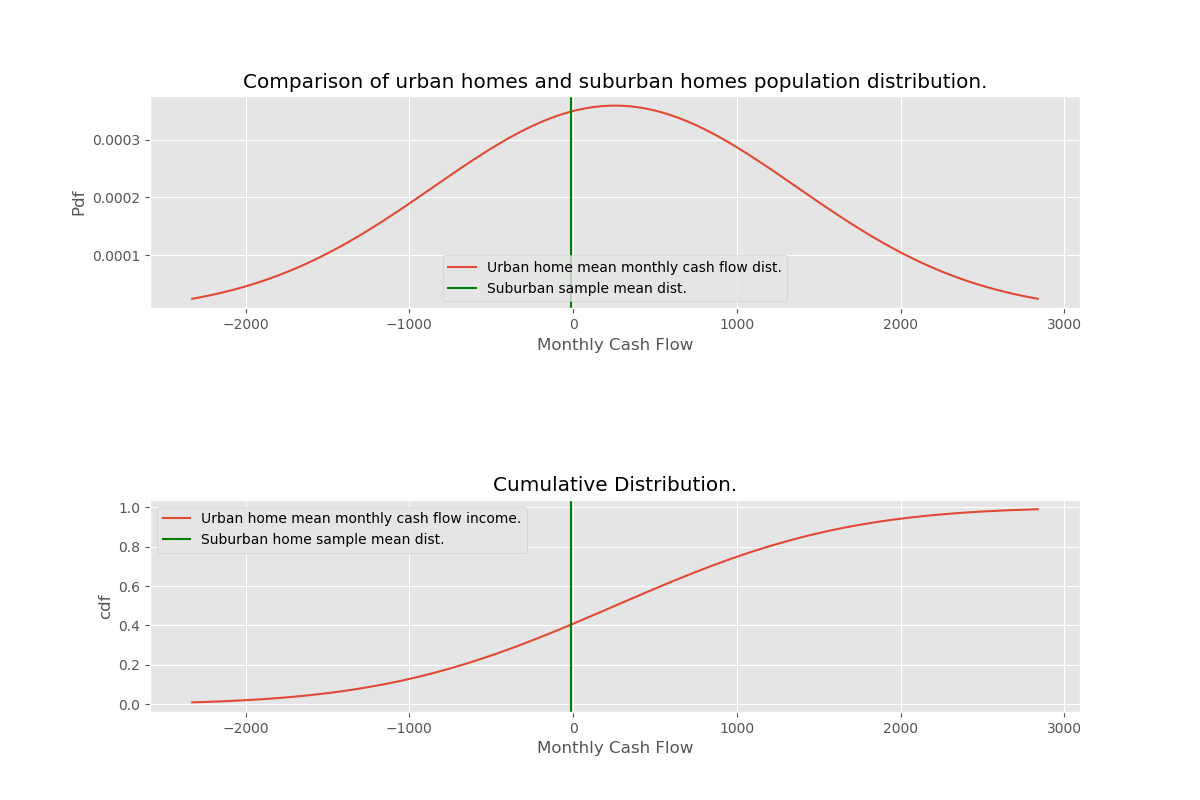 Comparison of urban homes and suburban homes population distribution.
0.0003
0.0002
0.0001
Pdf
Urban home mean monthly cash flow dist.
Suburban sample mean dist.
−2000 −1000 0 1000 2000 3000
Monthly Cash Flow
Cumulative Distribution.
1.0
0.8
0.6
0.4
0.2
0.0
cdf
Urban home mean monthly cash flow income.
Suburban home sample mean dist.
−2000 −1000 0 1000 2000 3000
Monthly Cash Flow